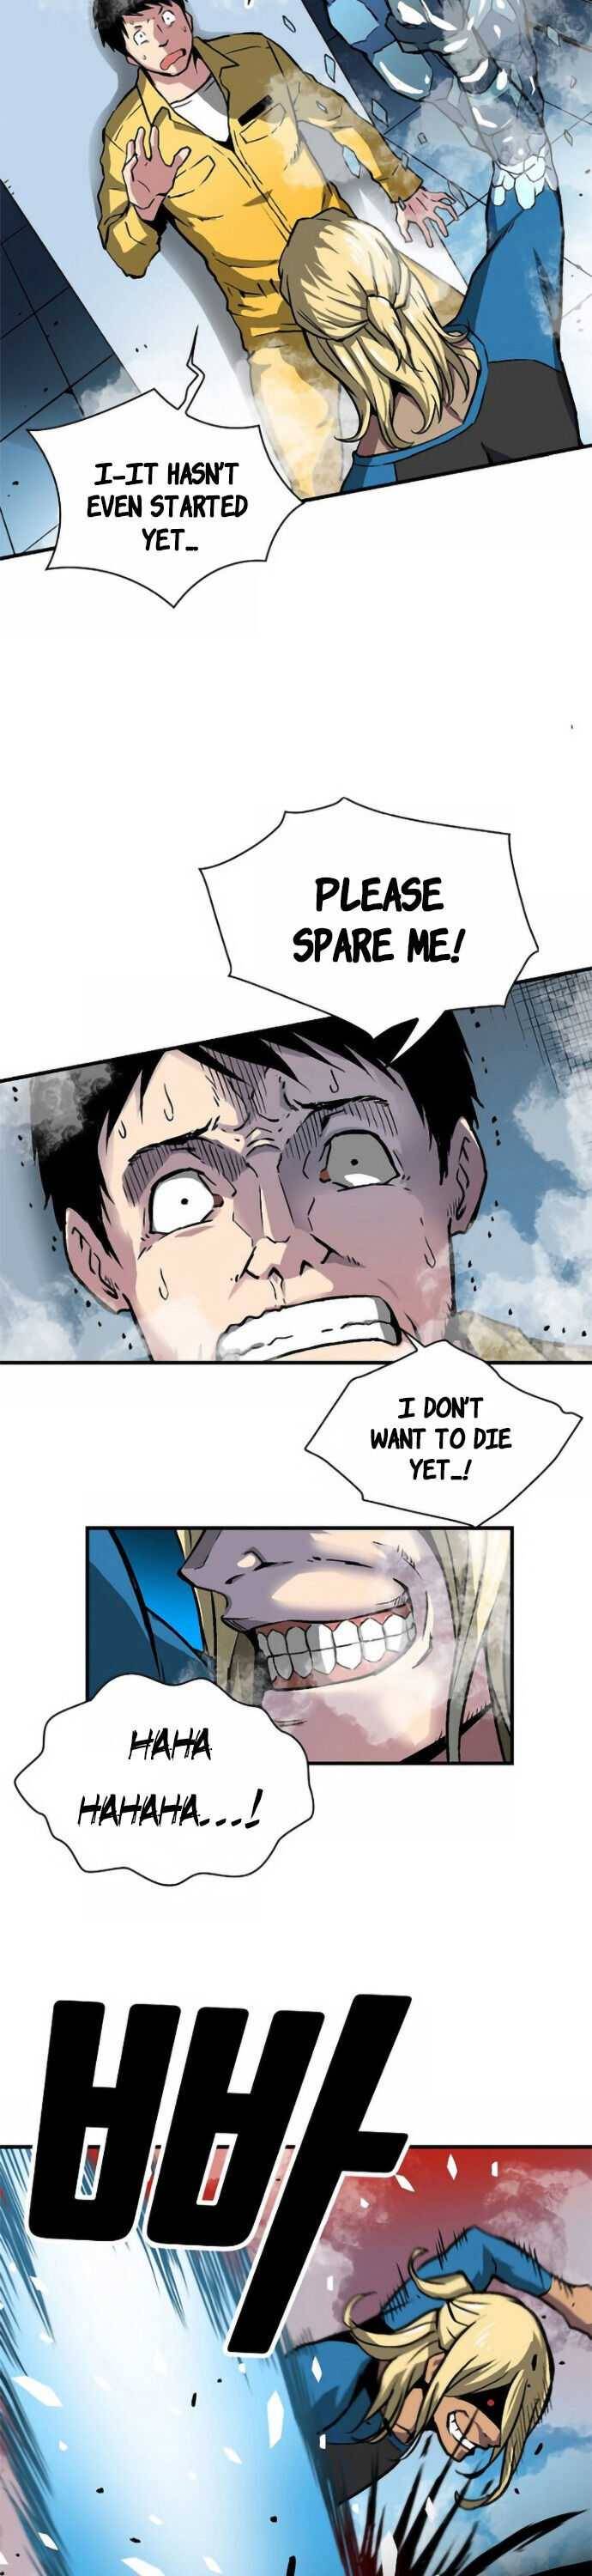 I-IT HASN'T
EVEN STARTED
YET...
PLEASE
SPARE ME!
I DON'T
WANT TO DIE
YET...!
HAHA
HAHAHA...!
빠